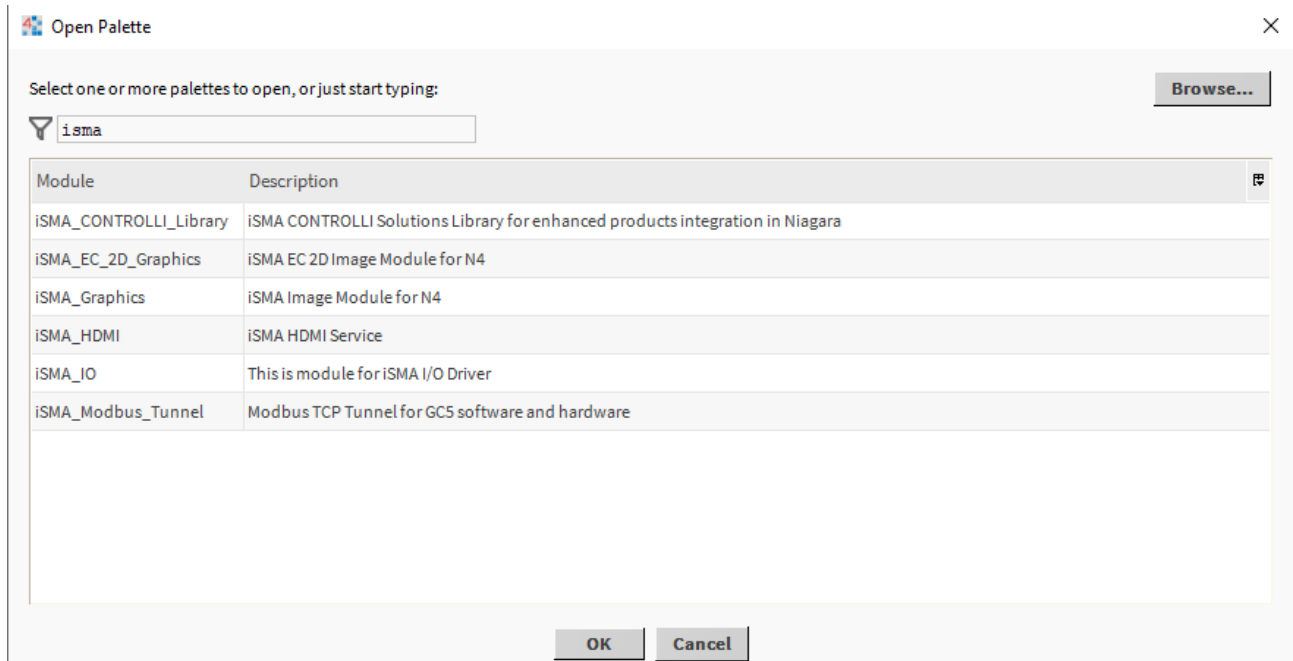 Open Palette
Select one or more palettes to open, or just start typing:
Browse...
isma
Module Description
iSMA_CONTROLLI_Library iSMA CONTROLLI Solutions Library for enhanced products integration in Niagara
iSMA_EC_2D_Graphics iSMA EC 2D Image Module for N4
iSMA_Graphics iSMA Image Module for N4
iSMA_HDMI iSMA HDMI Service
iSMA_IO This is module for iSMA I/O Driver
iSMA_Modbus_Tunnel Modbus TCP Tunnel for GC5 software and hardware
OK Cancel